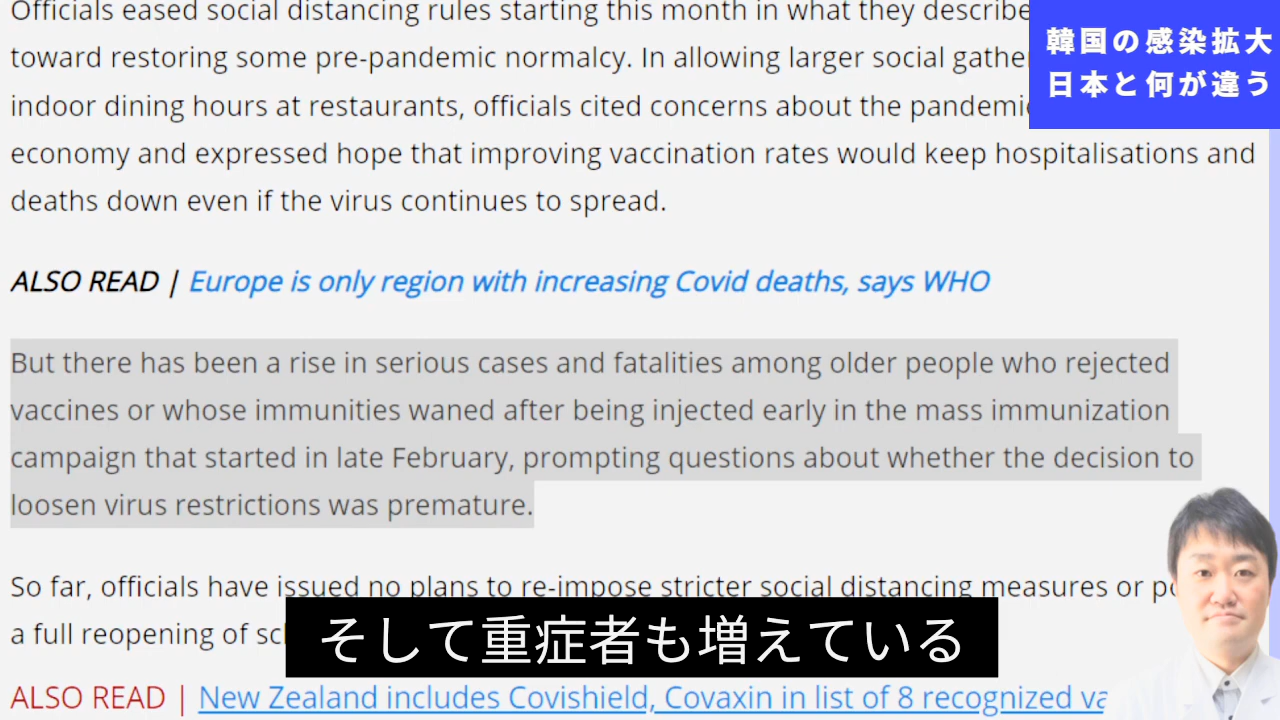 Officials eased social distancing rules starting this month in what they describe
toward restoring some pre-pandemic normalcy. In allowing larger social
indoor dining hours at restaurants, officials cited concerns about the
economy and expressed hope that improving vaccination rates would keep hospitalisations and
deaths down even if the virus continues to spread.
韓国の感染拡大
日本と何が違う
ALSO READ | Europe is only region with increasing Covid deaths, says WHO
But there has been a rise in serious cases and fatalities among older people who rejected
vaccines or whose immunities waned after being injected early in the mass immunization
campaign that started in late February, prompting questions about whether the decision to
loosen virus restrictions was premature.
So far, officials have issued no plans to re-impose stricter social distancing measures or
a full reopening of
そして重症者も増えている
ALSO READ | New Zealand includes Covishield, Covaxin in list of 8 recognized